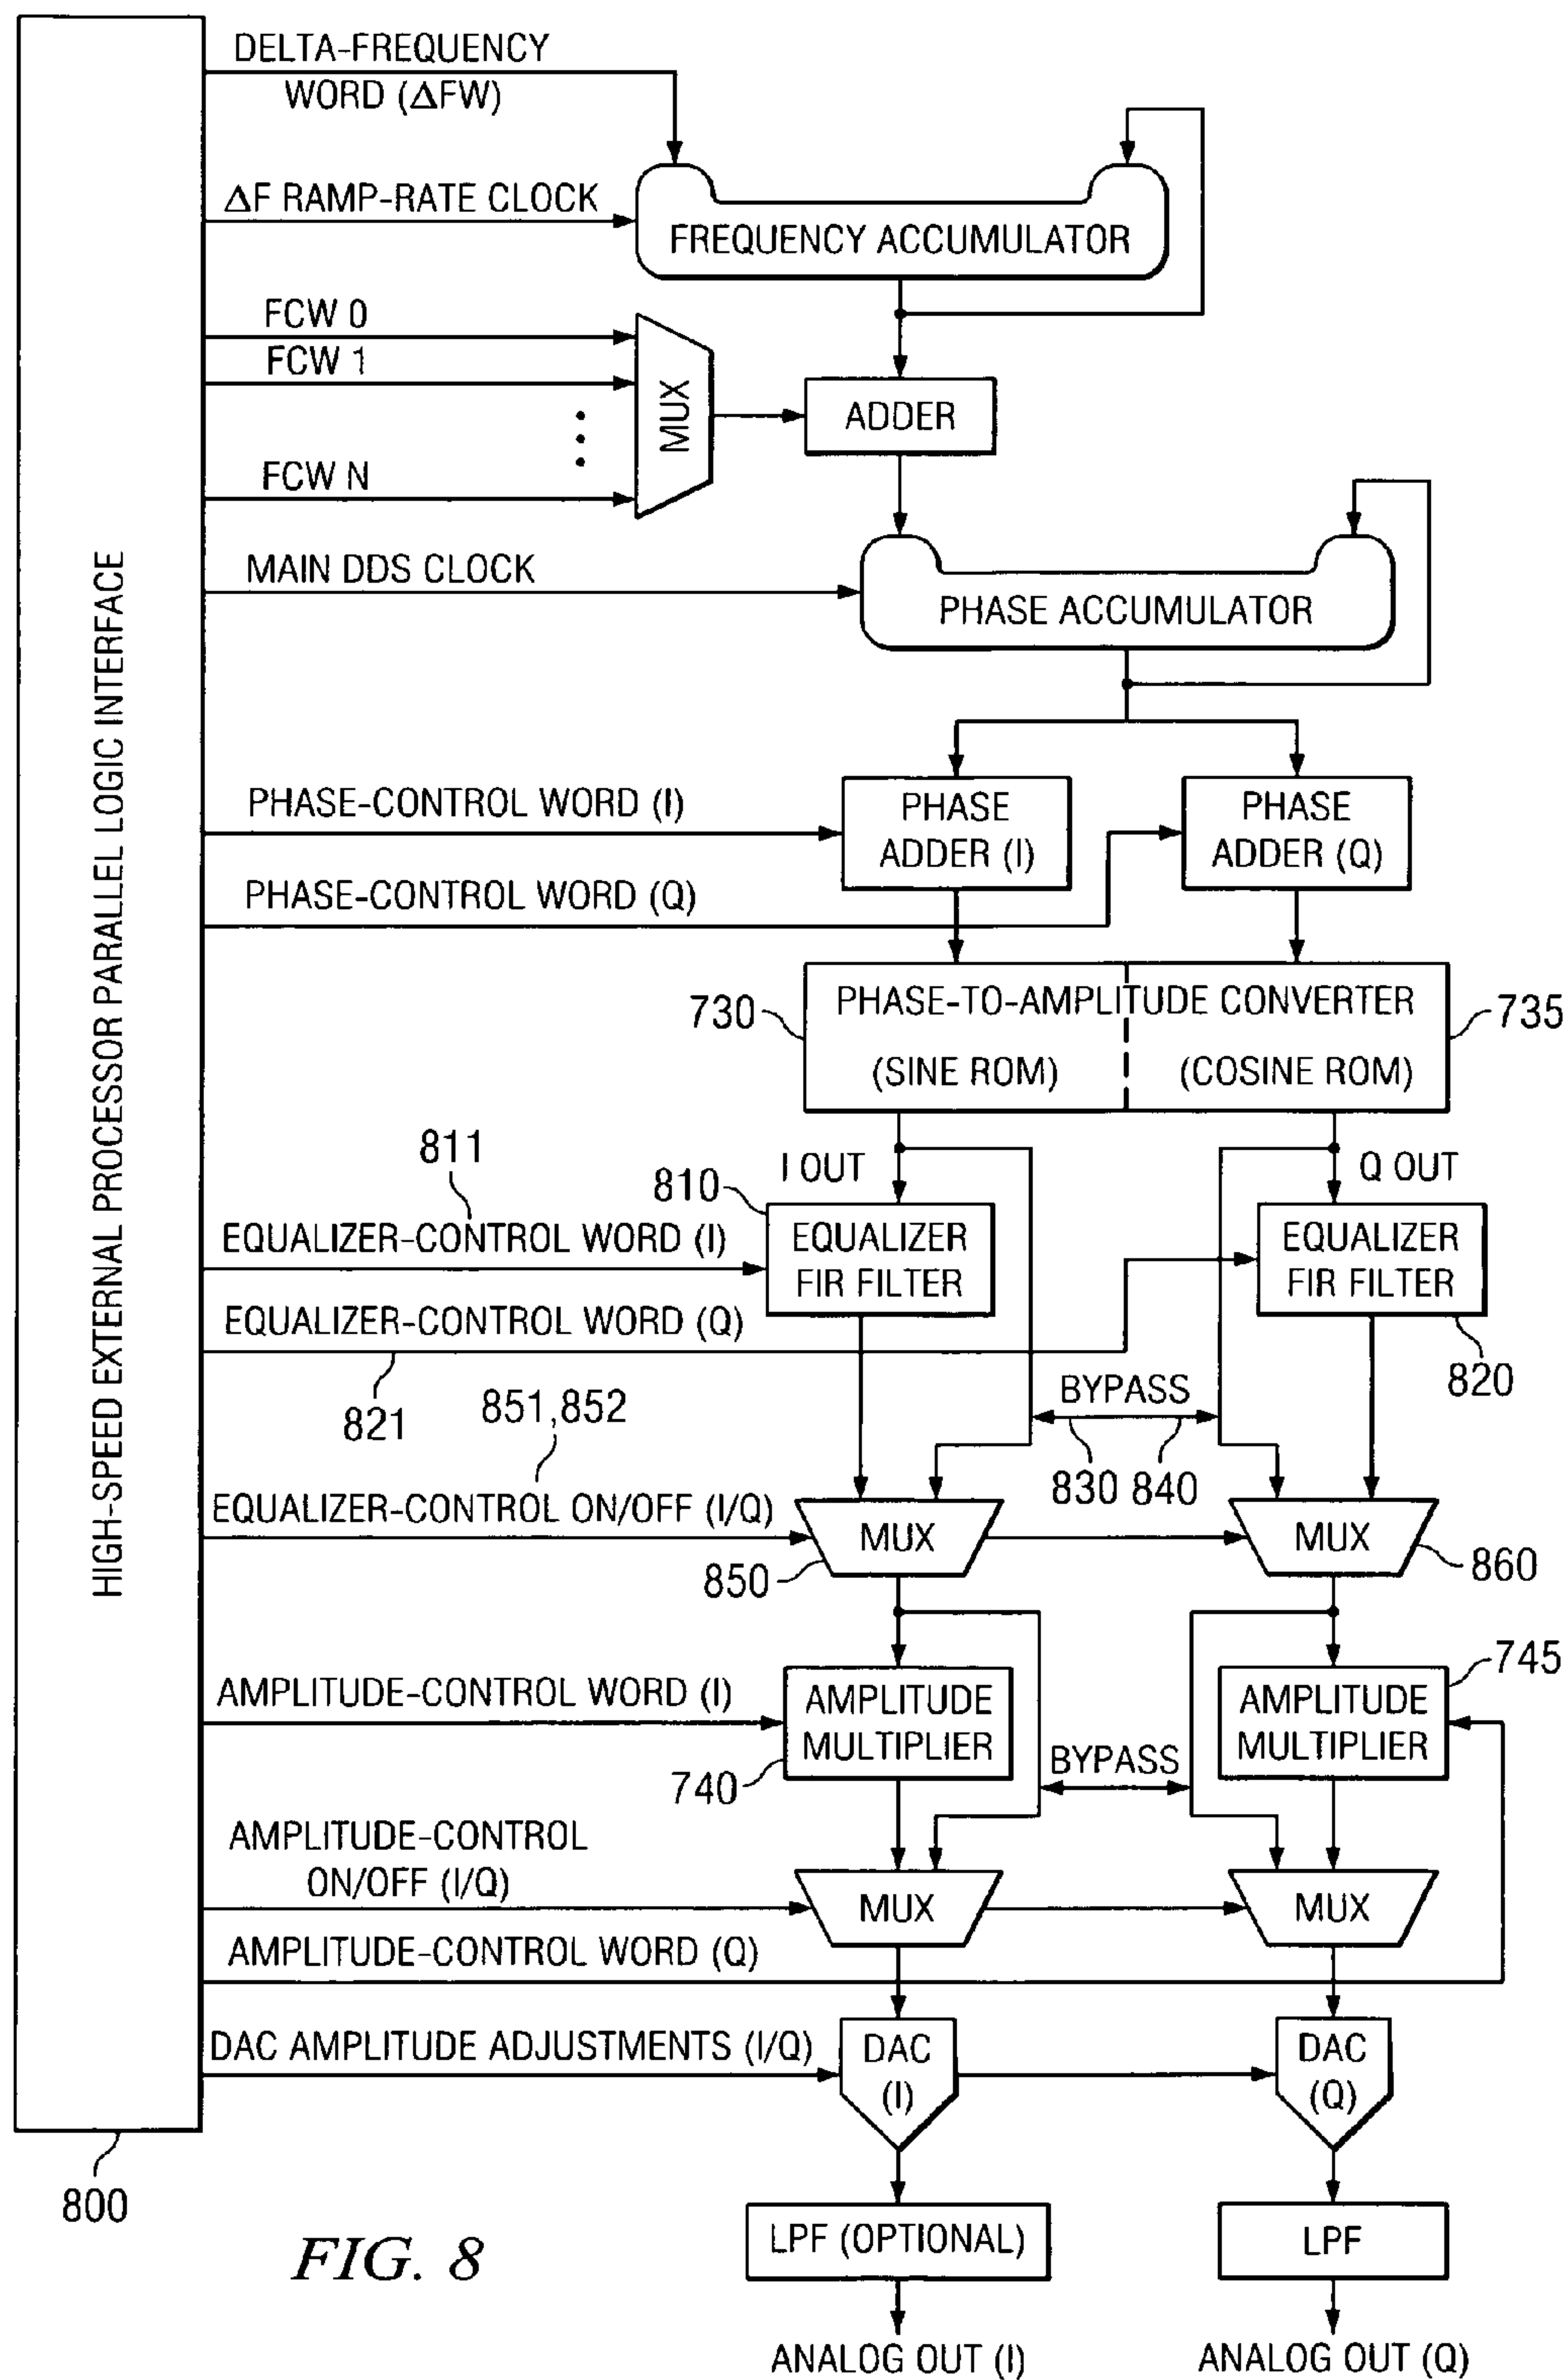 HIGH-SPEED EXTERNAL PROCESSOR PARALLEL LOGIC INTERFACE
800
DELTA-FREQUENCY
WORD (ΔFW)
ΔF RAMP-RATE CLOCK
FREQUENCY ACCUMULATOR
FCW 0
FCW 1
FCW N
MUX
ADDER
MAIN DDS CLOCK
PHASE ACCUMULATOR
PHASE-CONTROL WORD (I)
PHASE
ADDER (I)
PHASE
ADDER (Q)
PHASE-CONTROL WORD (Q)
730
PHASE-TO-AMPLITUDE CONVERTER
(SINE ROM)
(COSINE ROM)
735
811
I OUT
Q OUT
810
EQUALIZER-CONTROL WORD (I)
EQUALIZER
FIR FILTER
EQUALIZER
FIR FILTER
EQUALIZER-CONTROL WORD (Q)
820
821
851,852
BYPASS
830
840
EQUALIZER-CONTROL ON/OFF (I/Q)
MUX
MUX
850
860
745
AMPLITUDE-CONTROL WORD (I)
AMPLITUDE
MULTIPLIER
AMPLITUDE
MULTIPLIER
740
BYPASS
AMPLITUDE-CONTROL
ON/OFF (I/Q)
MUX
MUX
AMPLITUDE-CONTROL WORD (Q)
DAC AMPLITUDE ADJUSTMENTS (I/Q)
DAC
(I)
DAC
(Q)
LPF (OPTIONAL)
LPF
FIG. 8
ANALOG OUT (I)
ANALOG OUT (Q)